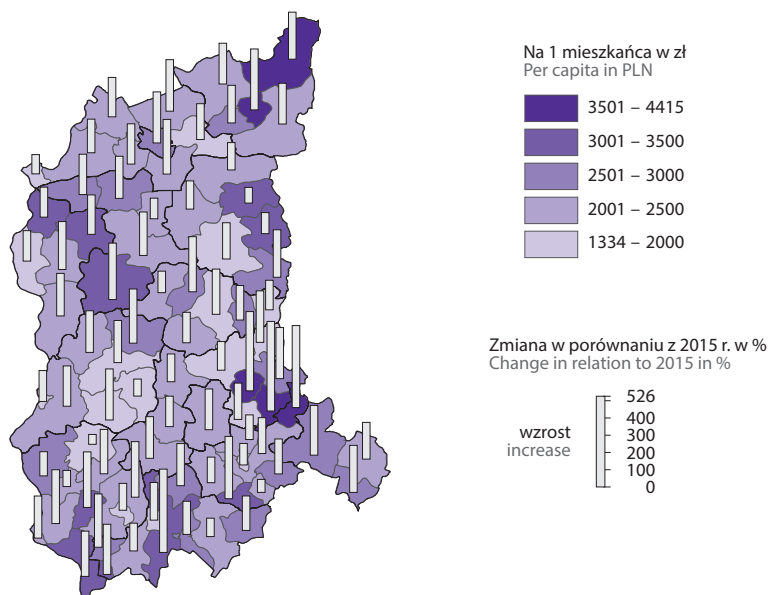 Na 1 mieszkańca w zł
Per capita in PLN
3501 – 4415
3001 – 3500
2501 – 3000
2001 – 2500
1334 – 2000
Zmiana w porównaniu z 2015 r. w %
Change in relation to 2015 in %
wzrost
increase
526
400
300
200
100
0